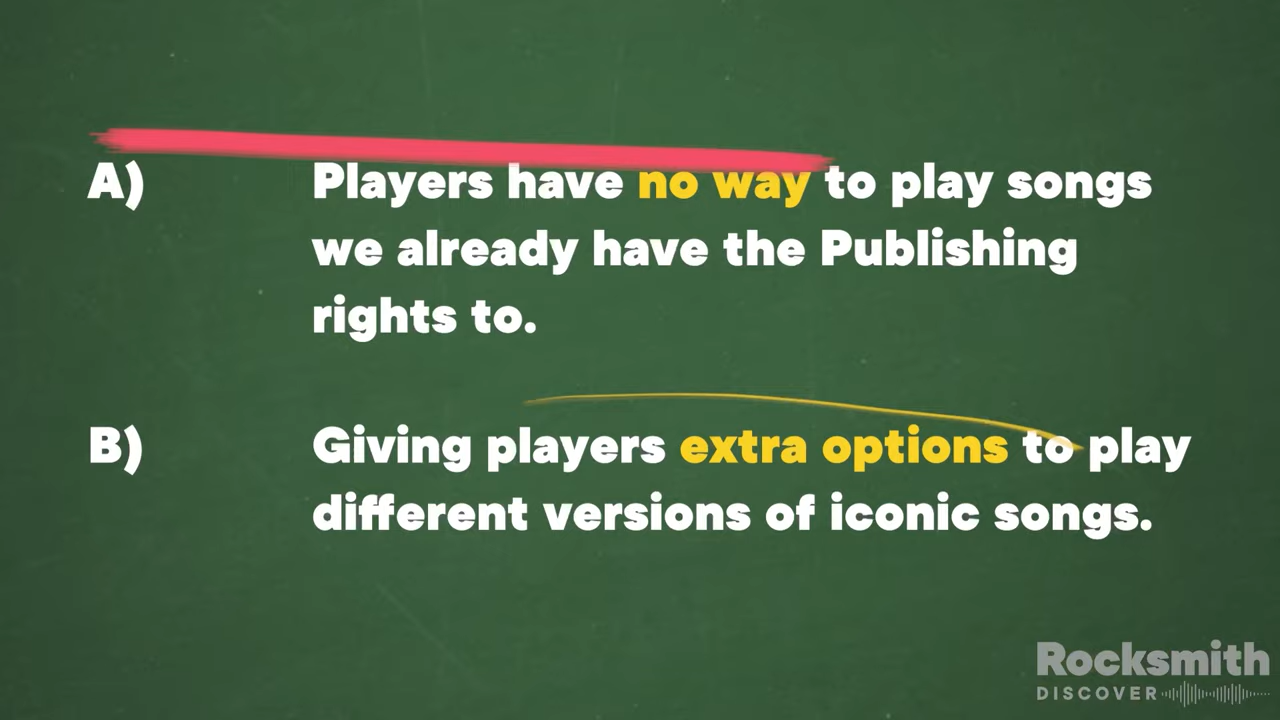 A) Players have no way to play songs
we already have the Publishing
rights to.
B) Giving players extra options to play
different versions of iconic songs.
Rocksmith
DISCOVER